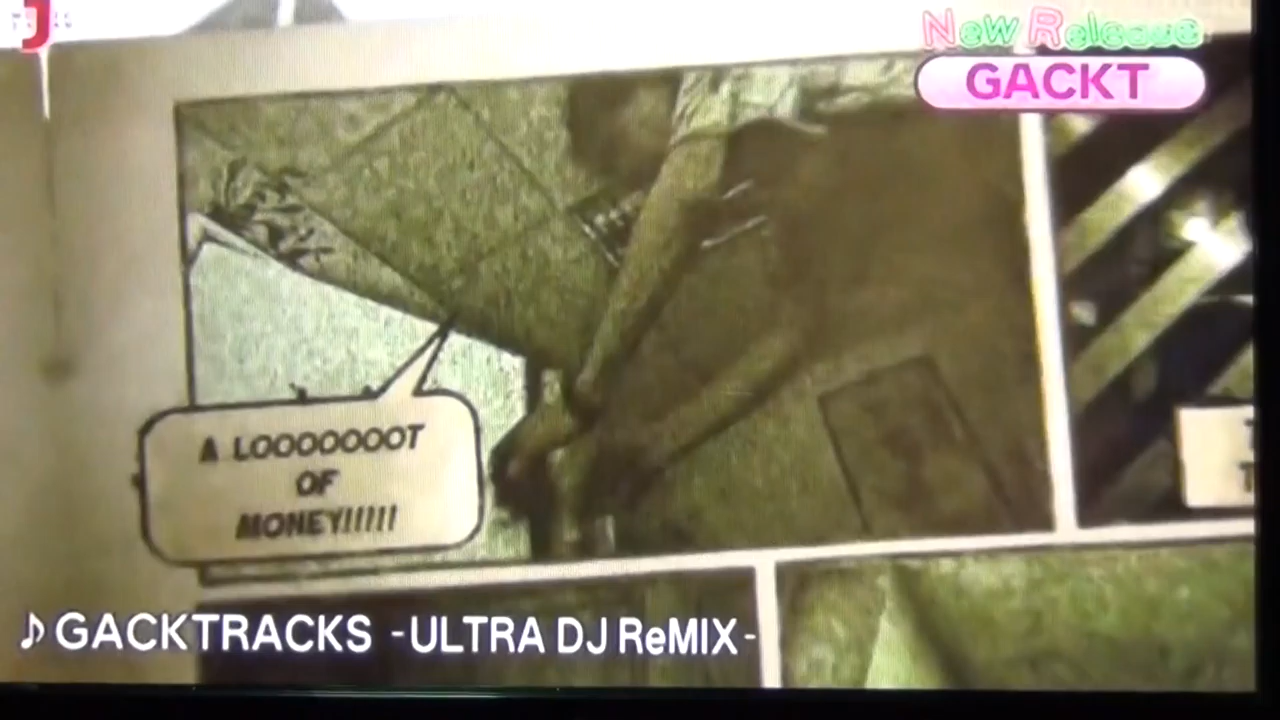 J
New Release
GACKT
A LOOOOOOOT
OF
MONEY!!!!!
♪GACKTRACKS -ULTRA DJ ReMIX-